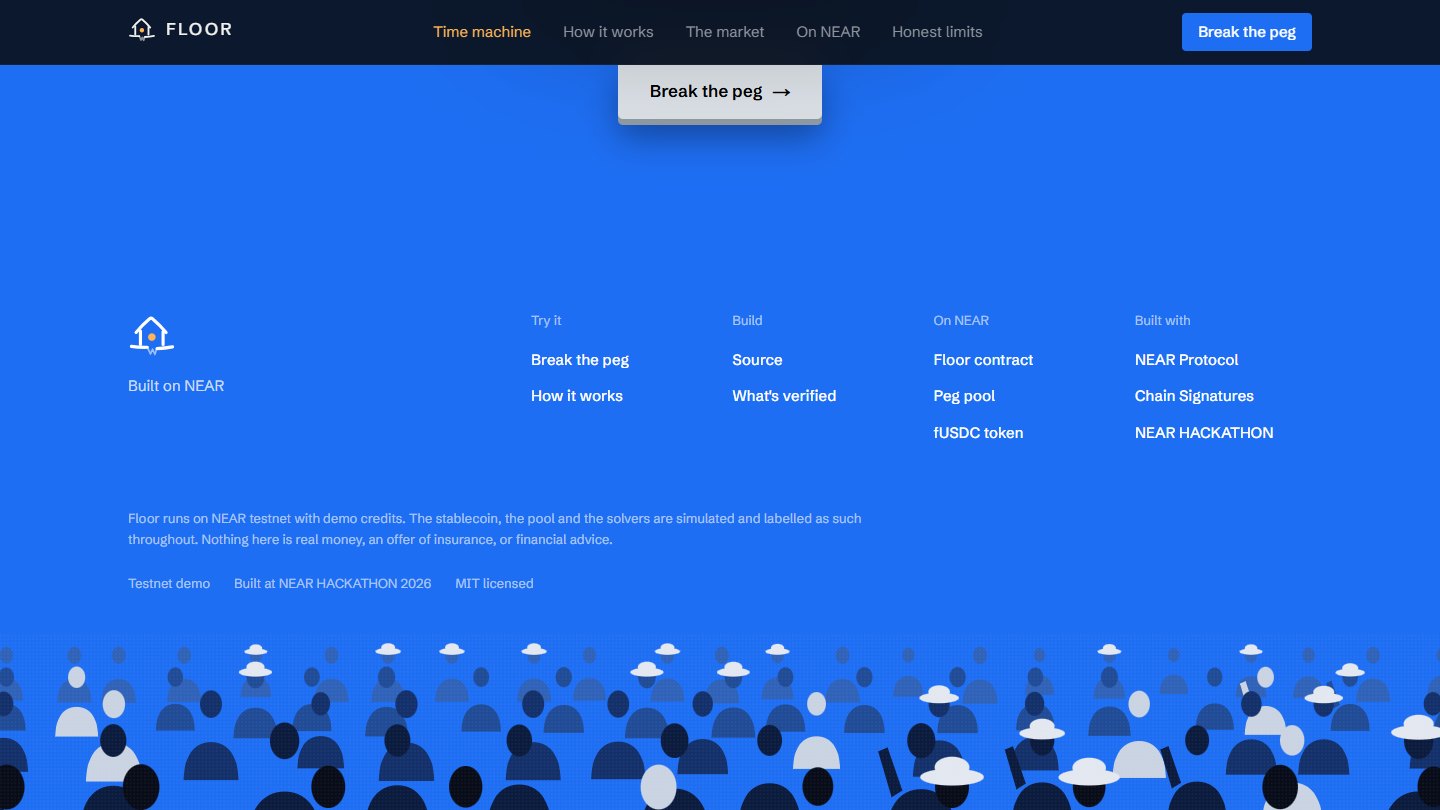 FLOOR
Time machine
How it works
The market
On NEAR
Honest limits
Break the peg
Break the peg →
Built on NEAR
Try it
Break the peg
How it works
Build
Source
What's verified
On NEAR
Floor contract
Peg pool
fUSDC token
Built with
NEAR Protocol
Chain Signatures
NEAR HACKATHON
Floor runs on NEAR testnet with demo credits. The stablecoin, the pool and the solvers are simulated and labelled as such
throughout. Nothing here is real money, an offer of insurance, or financial advice.
Testnet demo
Built at NEAR HACKATHON 2026
MIT licensed